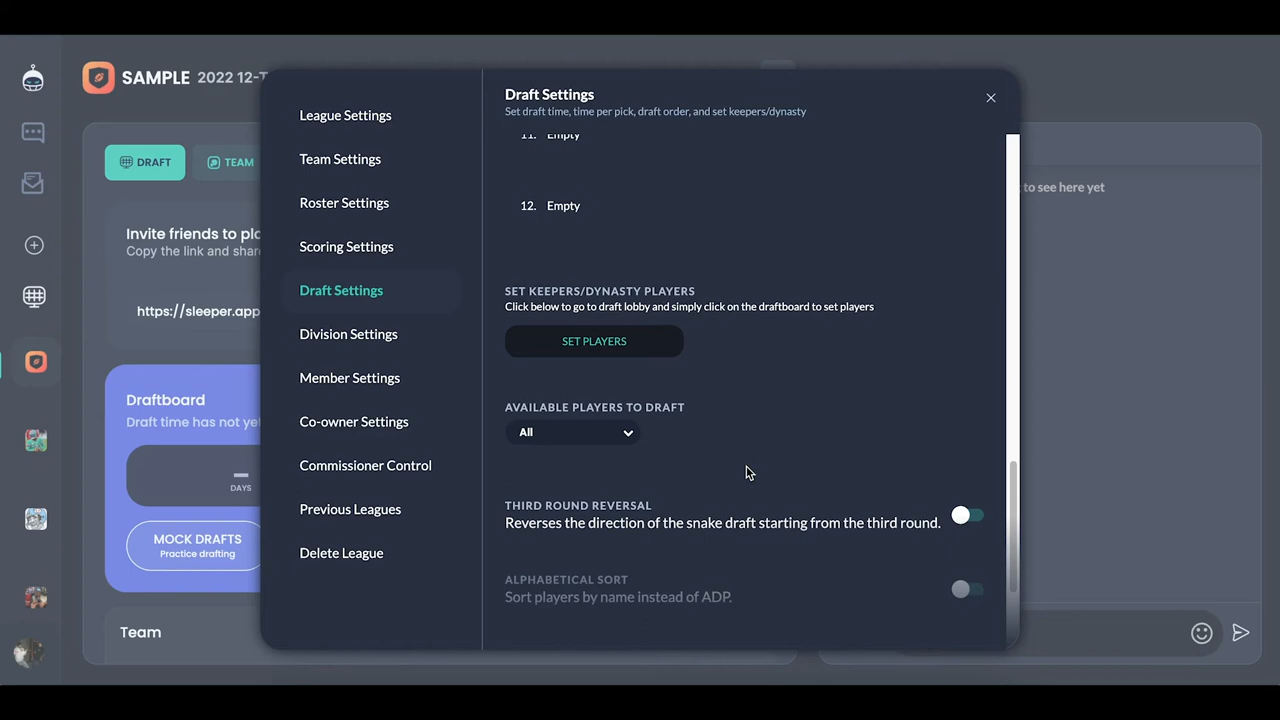 SAMPLE 2022 12-T
DRAFT
TEAM
Invite friends to pla
Copy the link and share
https://sleeper.app
Draftboard
Draft time has not yet
DAYS
MOCK DRAFTS
Practice drafting
Team
League Settings
Team Settings
Roster Settings
Scoring Settings
Draft Settings
Division Settings
Member Settings
Co-owner Settings
Commissioner Control
Previous Leagues
Delete League
Draft Settings
Set draft time, time per pick, draft order, and set keepers/dynasty
11. Empty
12. Empty
SET KEEPERS/DYNASTY PLAYERS
Click below to go to draft lobby and simply click on the draftboard to set players
SET PLAYERS
AVAILABLE PLAYERS TO DRAFT
All
THIRD ROUND REVERSAL
Reverses the direction of the snake draft starting from the third round.
ALPHABETICAL SORT
Sort players by name instead of ADP.
to see here yet